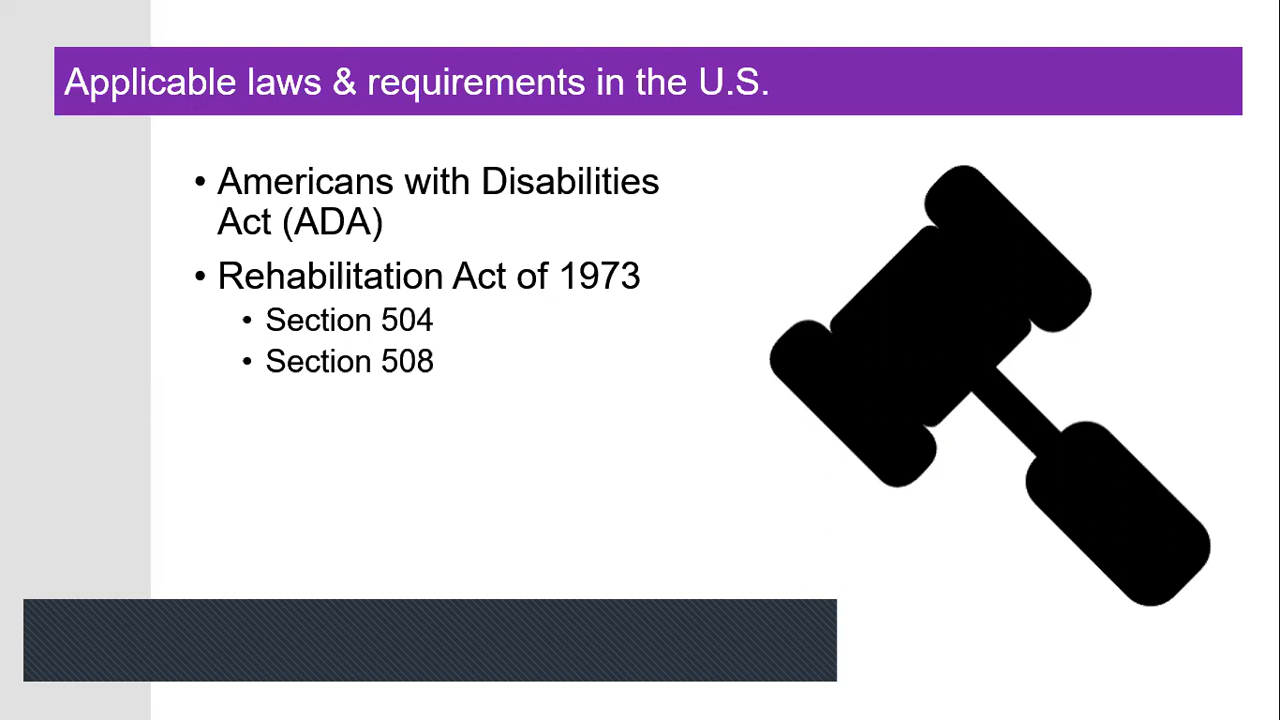 Applicable laws & requirements in the U.S.
• Americans with Disabilities
Act (ADA)
• Rehabilitation Act of 1973
• Section 504
• Section 508